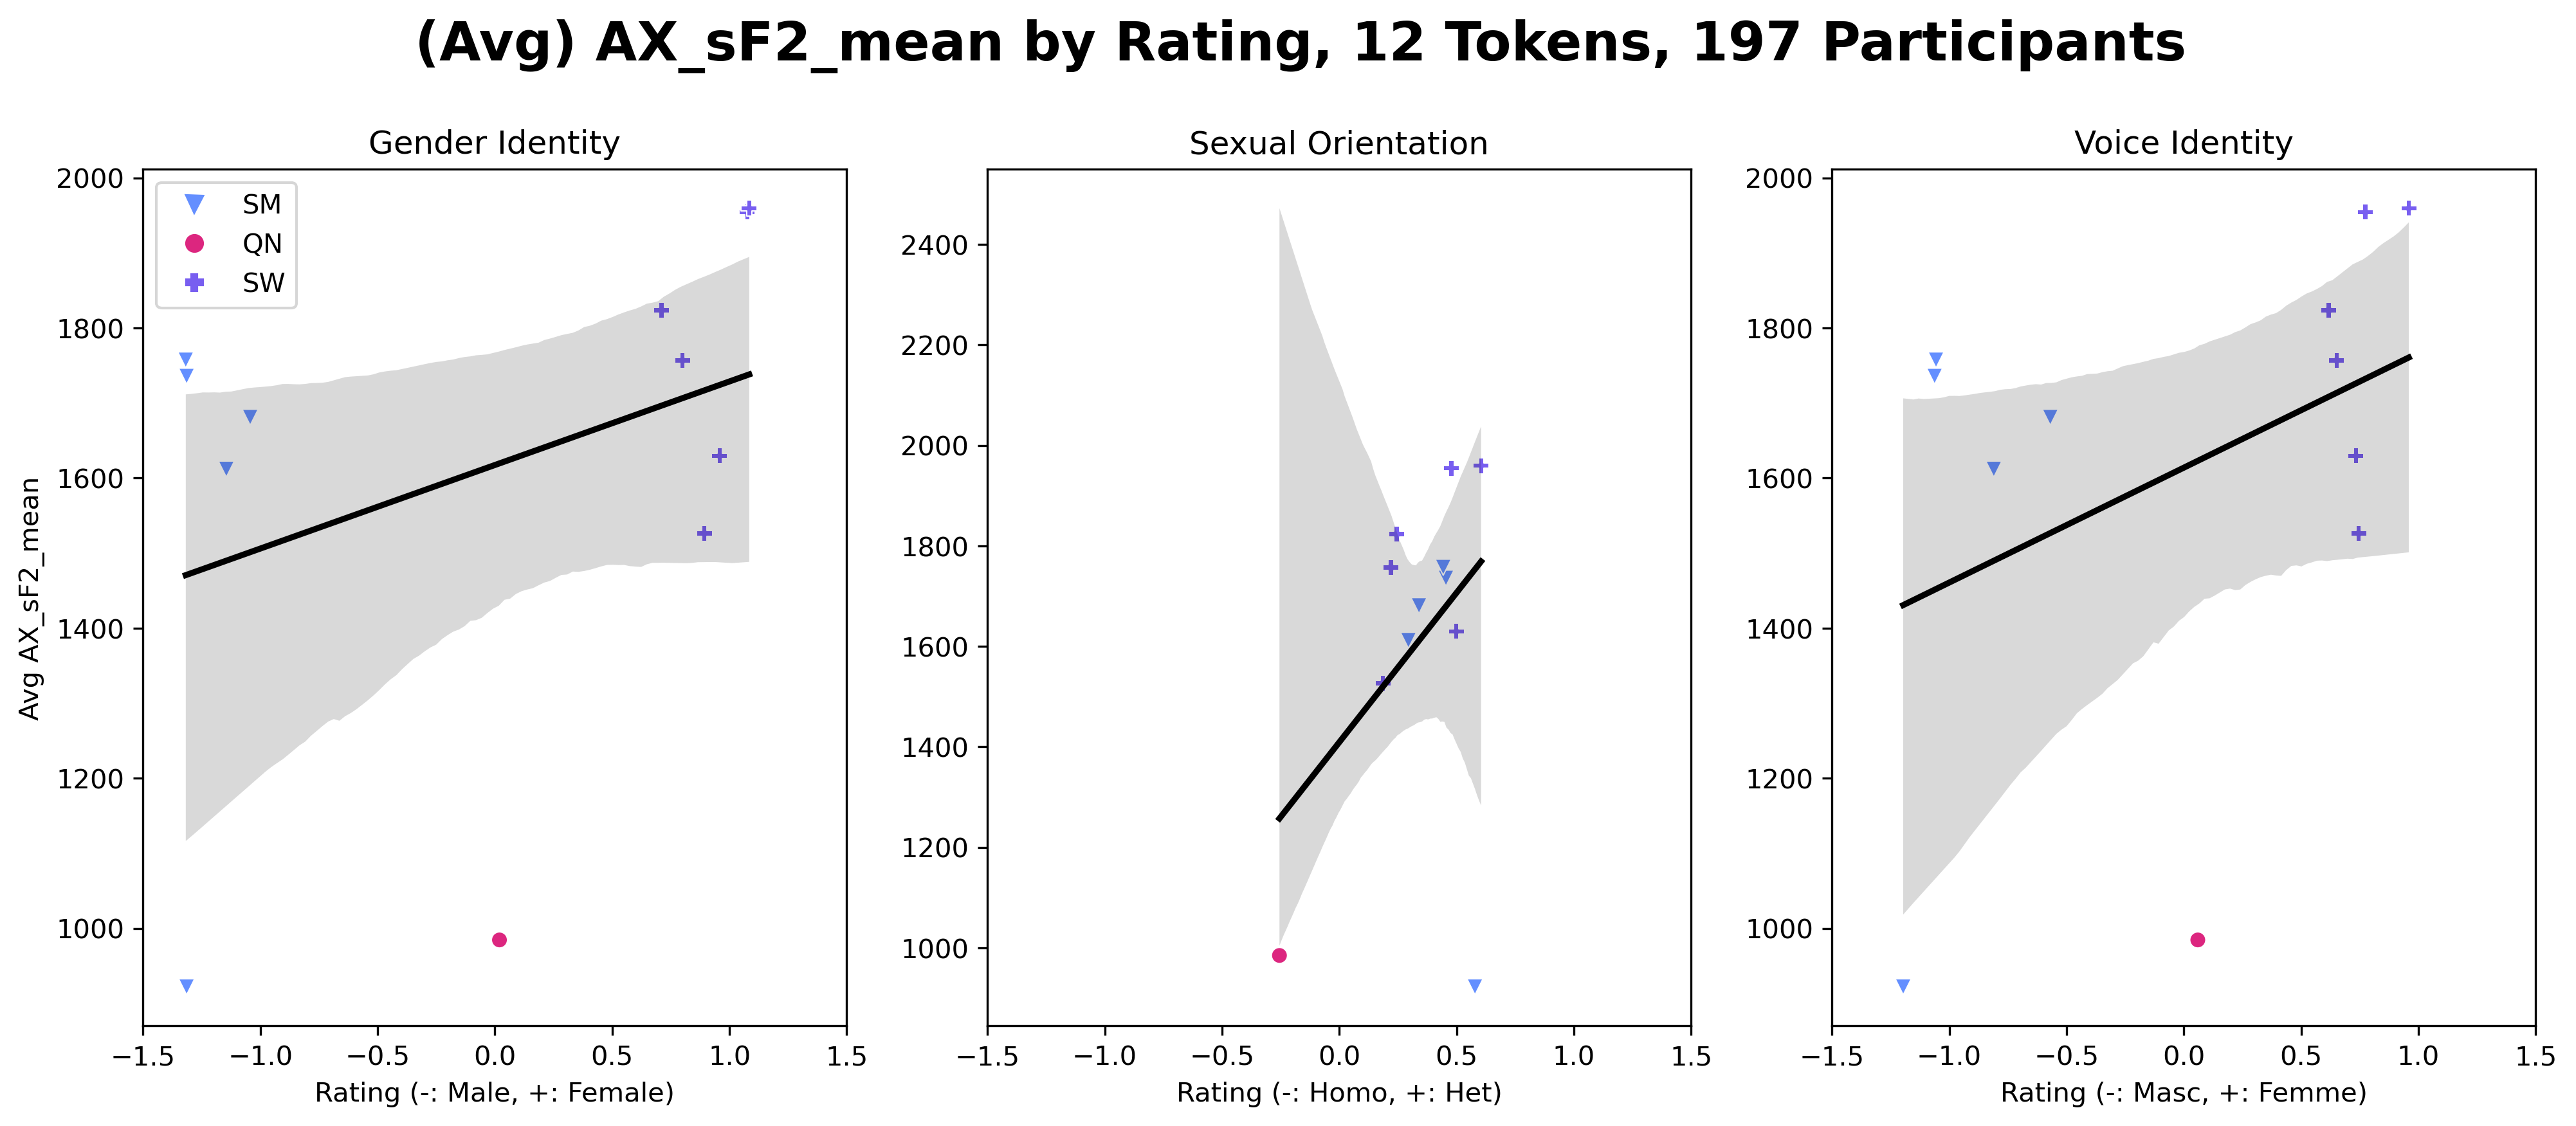 (Avg) AX_sF2_mean by Rating, 12 Tokens, 197 Participants
Gender Identity
Sexual Orientation
Voice Identity
SM
QN
SW
Avg AX_sF2_mean
2000
1800
1600
1400
1200
1000
−1.5 −1.0 −0.5 0.0 0.5 1.0 1.5
Rating (-: Male, +: Female)
2400
2200
2000
1800
1600
1400
1200
1000
−1.5 −1.0 −0.5 0.0 0.5 1.0 1.5
Rating (-: Homo, +: Het)
2000
1800
1600
1400
1200
1000
−1.5 −1.0 −0.5 0.0 0.5 1.0 1.5
Rating (-: Masc, +: Femme)